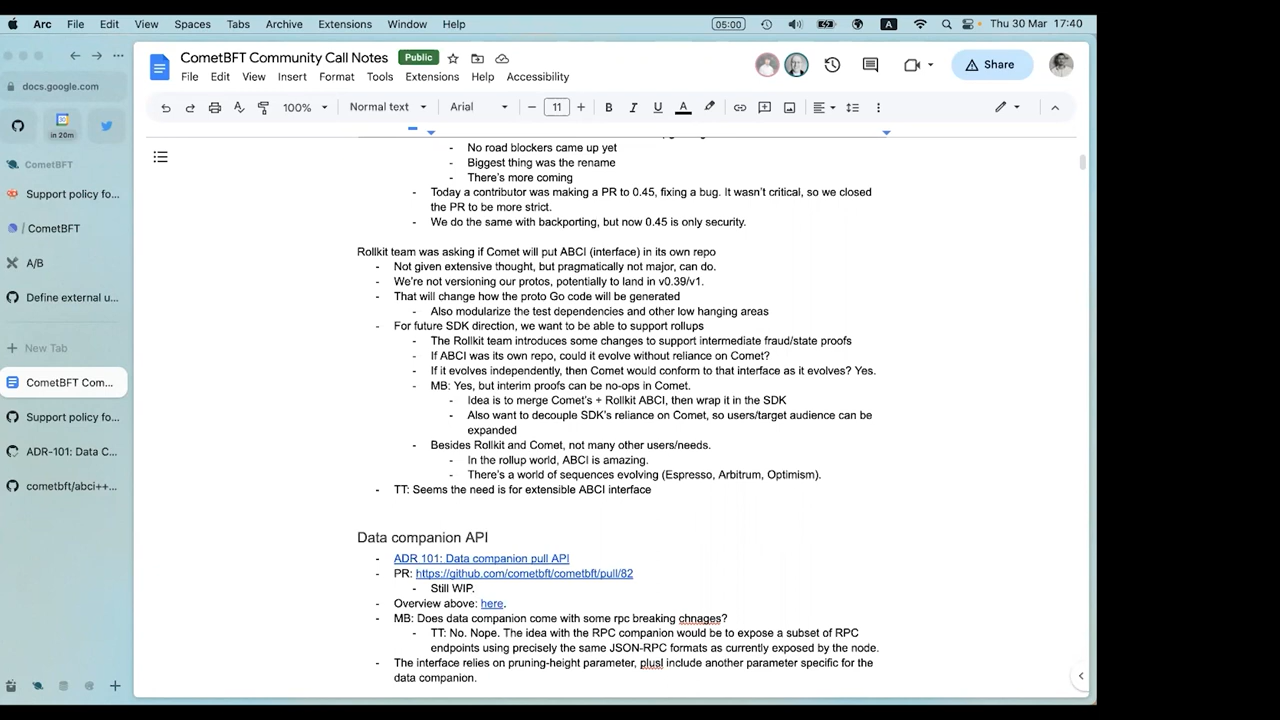 Arc File Edit View Spaces Tabs Archive Extensions Window Help 05:00 A Thu 30 Mar 17:40
docs.google.com
in 20m
CometBFT
Support policy fo...
/ CometBFT
A/B
Define external u...
New Tab
CometBFT Com...
Support policy fo...
ADR-101: Data C...
cometbft/abci++...
CometBFT Community Call Notes Public
File Edit View Insert Format Tools Extensions Help Accessibility
Share
100% Normal text Arial 11 B I U A
- No road blockers came up yet
- Biggest thing was the rename
- There's more coming
- Today a contributor was making a PR to 0.45, fixing a bug. It wasn't critical, so we closed
the PR to be more strict.
- We do the same with backporting, but now 0.45 is only security.
Rollkit team was asking if Comet will put ABCI (interface) in its own repo
- Not given extensive thought, but pragmatically not major, can do.
- We're not versioning our protos, potentially to land in v0.39/v1.
- That will change how the proto Go code will be generated
- Also modularize the test dependencies and other low hanging areas
- For future SDK direction, we want to be able to support rollups
- The Rollkit team introduces some changes to support intermediate fraud/state proofs
- If ABCI was its own repo, could it evolve without reliance on Comet?
- If it evolves independently, then Comet would conform to that interface as it evolves? Yes.
- MB: Yes, but interim proofs can be no-ops in Comet.
- Idea is to merge Comet's + Rollkit ABCI, then wrap it in the SDK
- Also want to decouple SDK's reliance on Comet, so users/target audience can be
expanded
- Besides Rollkit and Comet, not many other users/needs.
- In the rollup world, ABCI is amazing.
- There's a world of sequences evolving (Espresso, Arbitrum, Optimism).
- TT: Seems the need is for extensible ABCI interface
Data companion API
- ADR 101: Data companion pull API
- PR: https://github.com/cometbft/cometbft/pull/82
- Still WIP.
- Overview above: here.
- MB: Does data companion come with some rpc breaking chnages?
- TT: No. Nope. The idea with the RPC companion would be to expose a subset of RPC
endpoints using precisely the same JSON-RPC formats as currently exposed by the node.
- The interface relies on pruning-height parameter, plusI include another parameter specific for the
data companion.